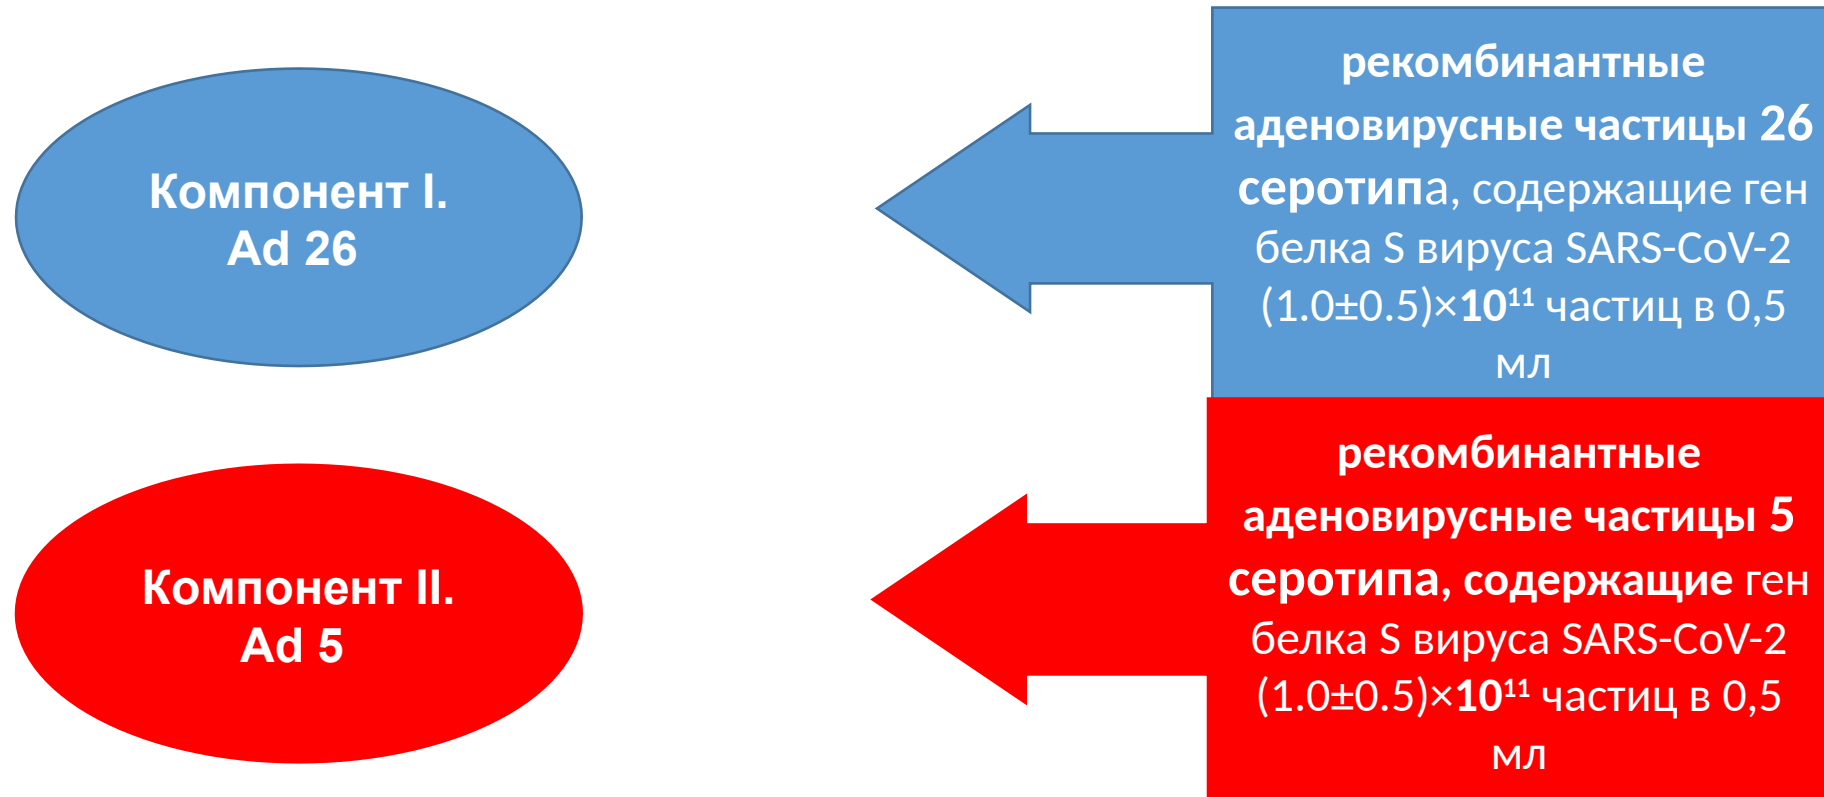 Компонент I.
Ad 26
рекомбинантные
аденовирусные частицы 26
серотипа, содержащие ген
белка S вируса SARS-CoV-2
(1.0±0.5)×10¹¹ частиц в 0,5
мл
Компонент II.
Ad 5
рекомбинантные
аденовирусные частицы 5
серотипа, содержащие ген
белка S вируса SARS-CoV-2
(1.0±0.5)×10¹¹ частиц в 0,5
мл